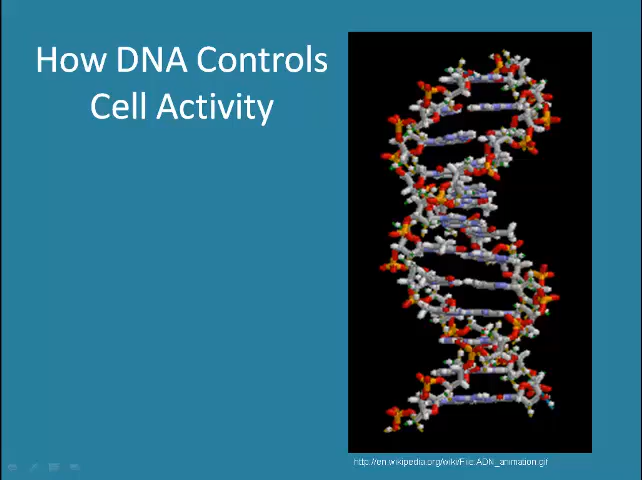 How DNA Controls
Cell Activity
http://en.wikipedia.org/wiki/File:ADN_animation.gif